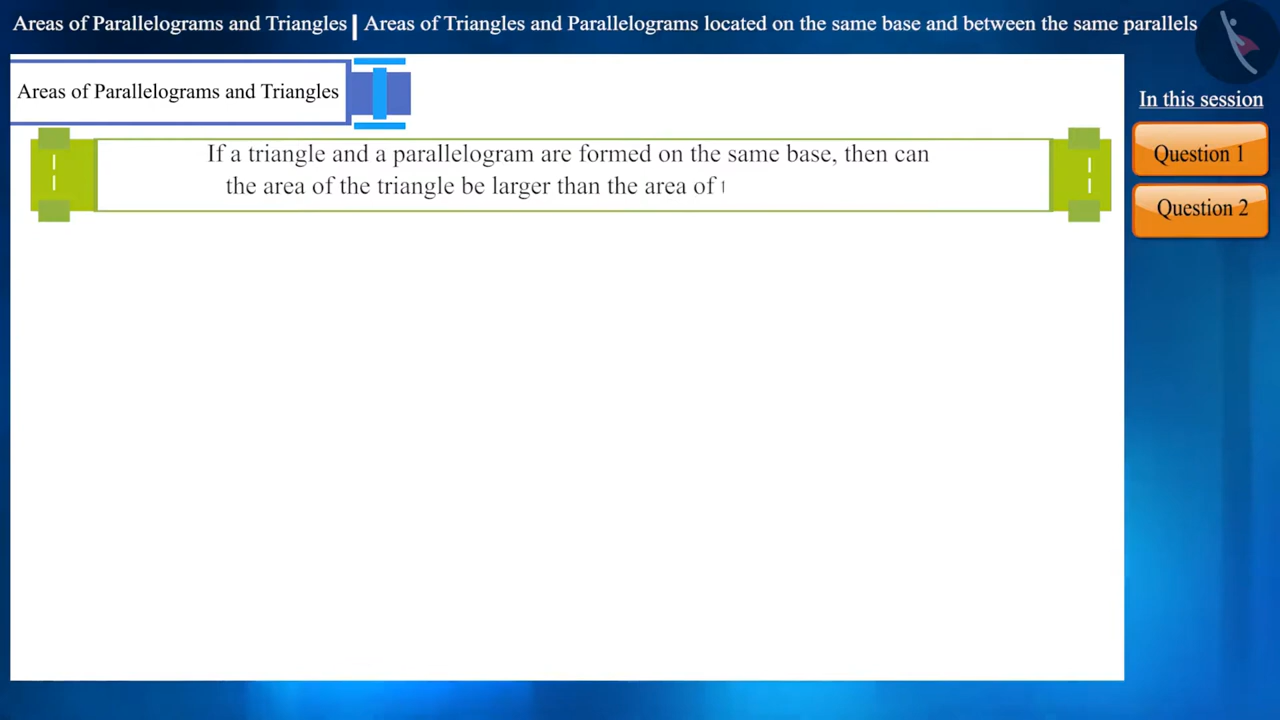 Areas of Parallelograms and Triangles | Areas of Triangles and Parallelograms located on the same base and between the same parallels
Areas of Parallelograms and Triangles
In this session
If a triangle and a parallelogram are formed on the same base, then can
the area of the triangle be larger than the area of
Question 1
Question 2